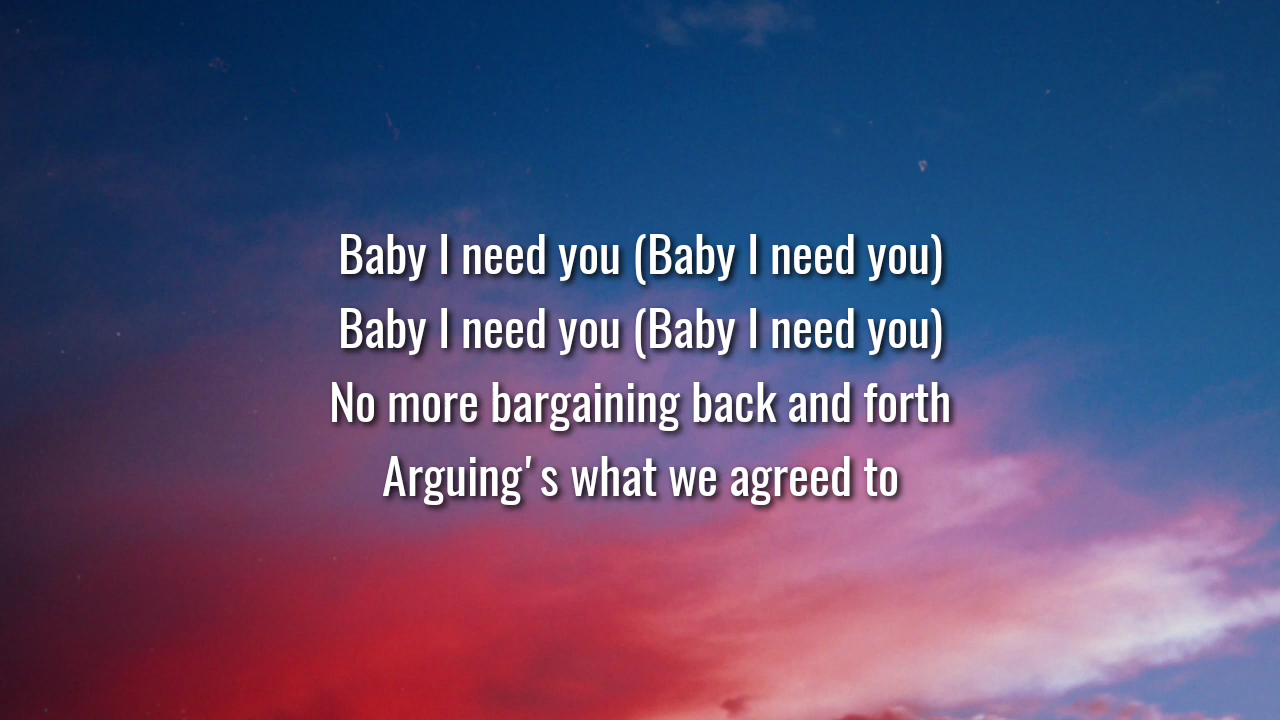 Baby I need you (Baby I need you)
Baby I need you (Baby I need you)
No more bargaining back and forth
Arguing's what we agreed to